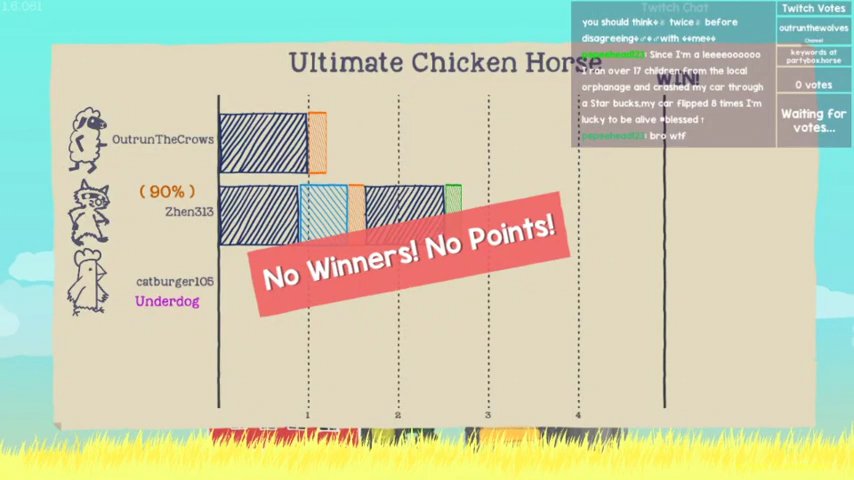 1.6.061
Twitch Chat
Twitch Votes
you should think twice before
disagreeing with me
outrunthewolves
Channel
Ultimate Chicken Horse
WIN!
: Since I'm a leeeeooooo
I ran over 17 children from the local
orphanage and crashed my car through
a Star bucks,my car flipped 8 times I'm
lucky to be alive #blessed !
: bro wtf
keywords at
partybox.horse
0 votes
Waiting for
votes...
OutrunTheCrows
(90%)
Zhen313
No Winners! No Points!
catburger105
Underdog
1
2
3
4